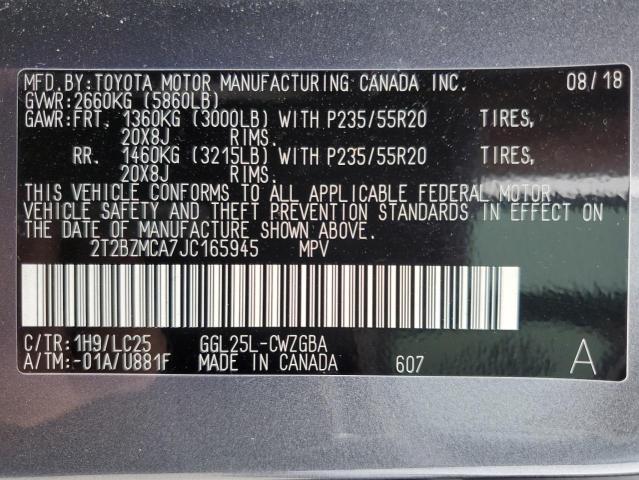 MFD.BY:TOYOTA MOTOR MANUFACTURING CANADA INC. 08/18
GVWR:2660KG (5860LB)
GAWR:FRT. 1360KG (3000LB) WITH P235/55R20 TIRES,
20X8J RIMS.
RR. 1460KG (3215LB) WITH P235/55R20 TIRES,
20X8J RIMS.
THIS VEHICLE CONFORMS TO ALL APPLICABLE FEDERAL MOTOR
VEHICLE SAFETY AND THEFT PREVENTION STANDARDS IN EFFECT ON
THE DATE OF MANUFACTURE SHOWN ABOVE.
2T2BZMCA7JC165945 MPV
C/TR:1H9/LC25 GGL25L-CWZGBA
A/TM:-01A/U881F MADE IN CANADA 607 A